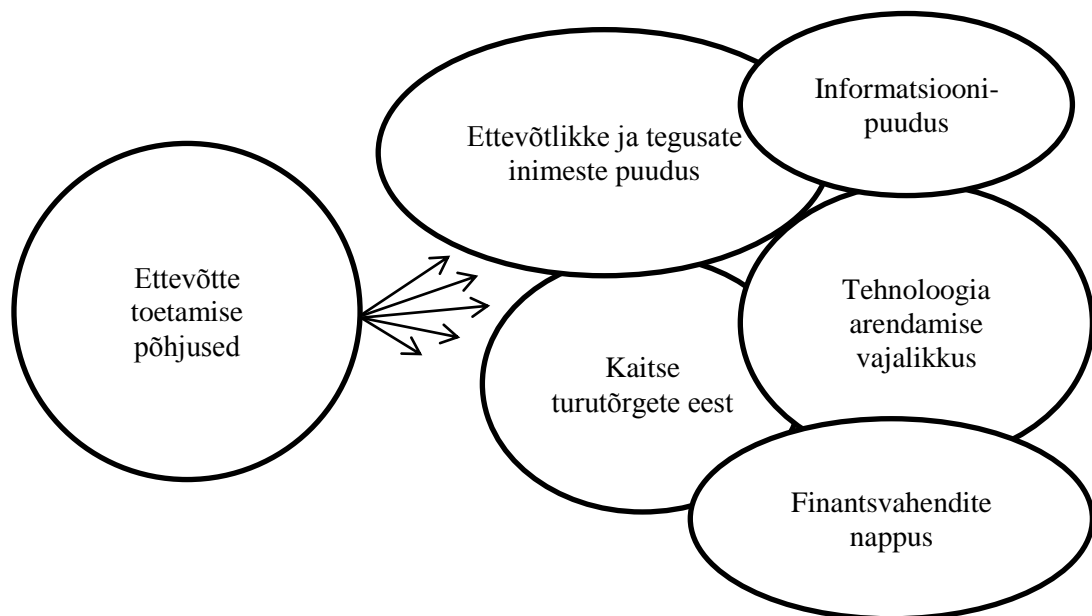 Ettevõtte
toetamise
põhjused
Ettevõtlikke ja tegusate
inimeste puudus
Informatsiooni-
puudus
Kaitse
turutõrgete eest
Tehnoloogia
arendamise
vajalikkus
Finantsvahendite
nappus